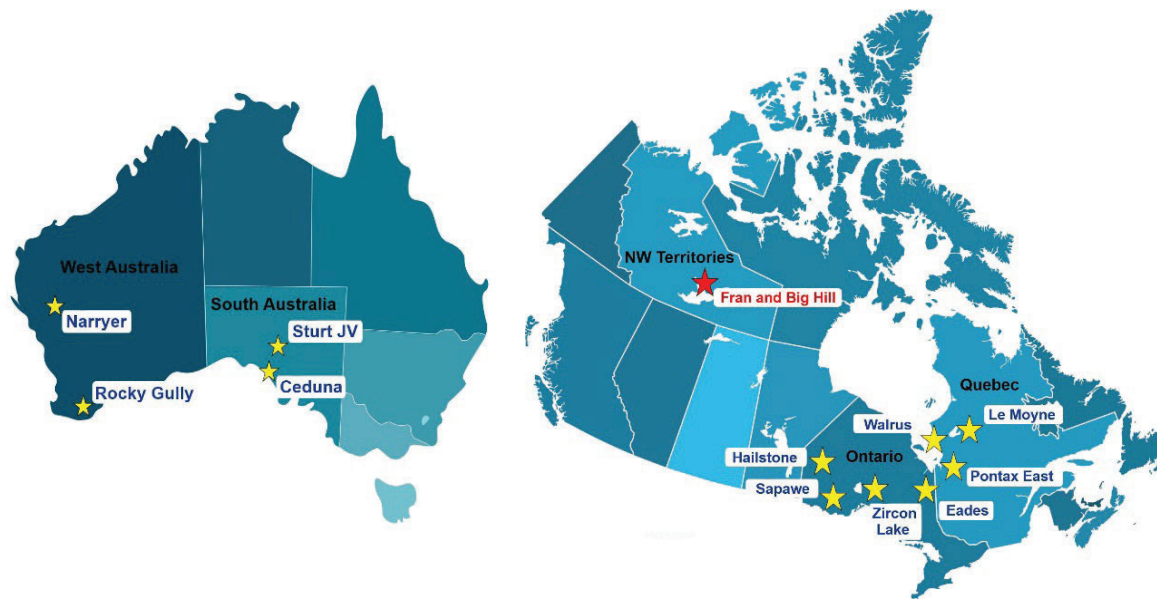 West Australia
Narryer
Rocky Gully
South Australia
Sturt JV
Ceduna
NW Territories
Fran and Big Hill
Quebec
Le Moyne
Walrus
Hailstone
Ontario
Pontax East
Sapawe
Zircon
Lake
Eades